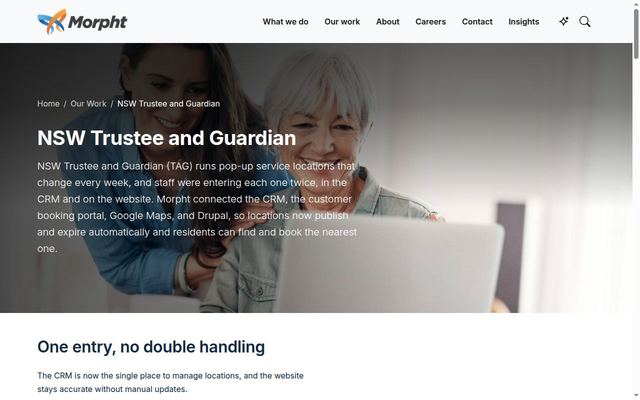 Morpht
What we do
Our work
About
Careers
Contact
Insights
Home / Our Work / NSW Trustee and Guardian
NSW Trustee and Guardian
NSW Trustee and Guardian (TAG) runs pop-up service locations that
change every week, and staff were entering each one twice, in the
CRM and on the website. Morpht connected the CRM, the customer
booking portal, Google Maps, and Drupal, so locations now publish
and expire automatically and residents can find and book the nearest
one.
One entry, no double handling
The CRM is now the single place to manage locations, and the website
stays accurate without manual updates.